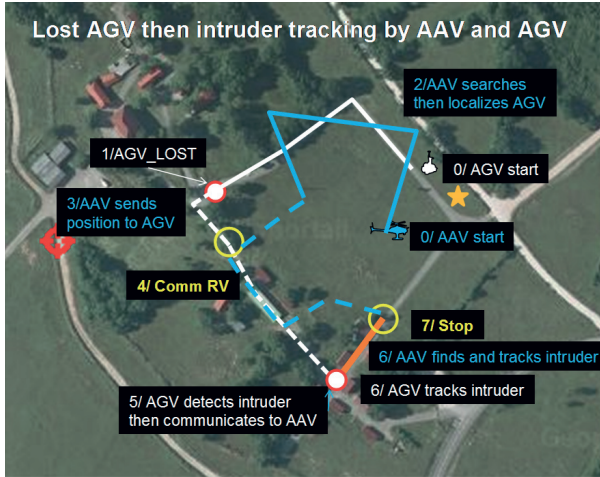 Lost AGV then intruder tracking by AAV and AGV
2/AAV searches
then localizes AGV
1/AGV_LOST
0/ AGV start
3/AAV sends
position to AGV
0/ AAV start
4/ Comm RV
7/ Stop
6/ AAV finds and tracks intruder
6/ AGV tracks intruder
5/ AGV detects intruder
then communicates to AAV